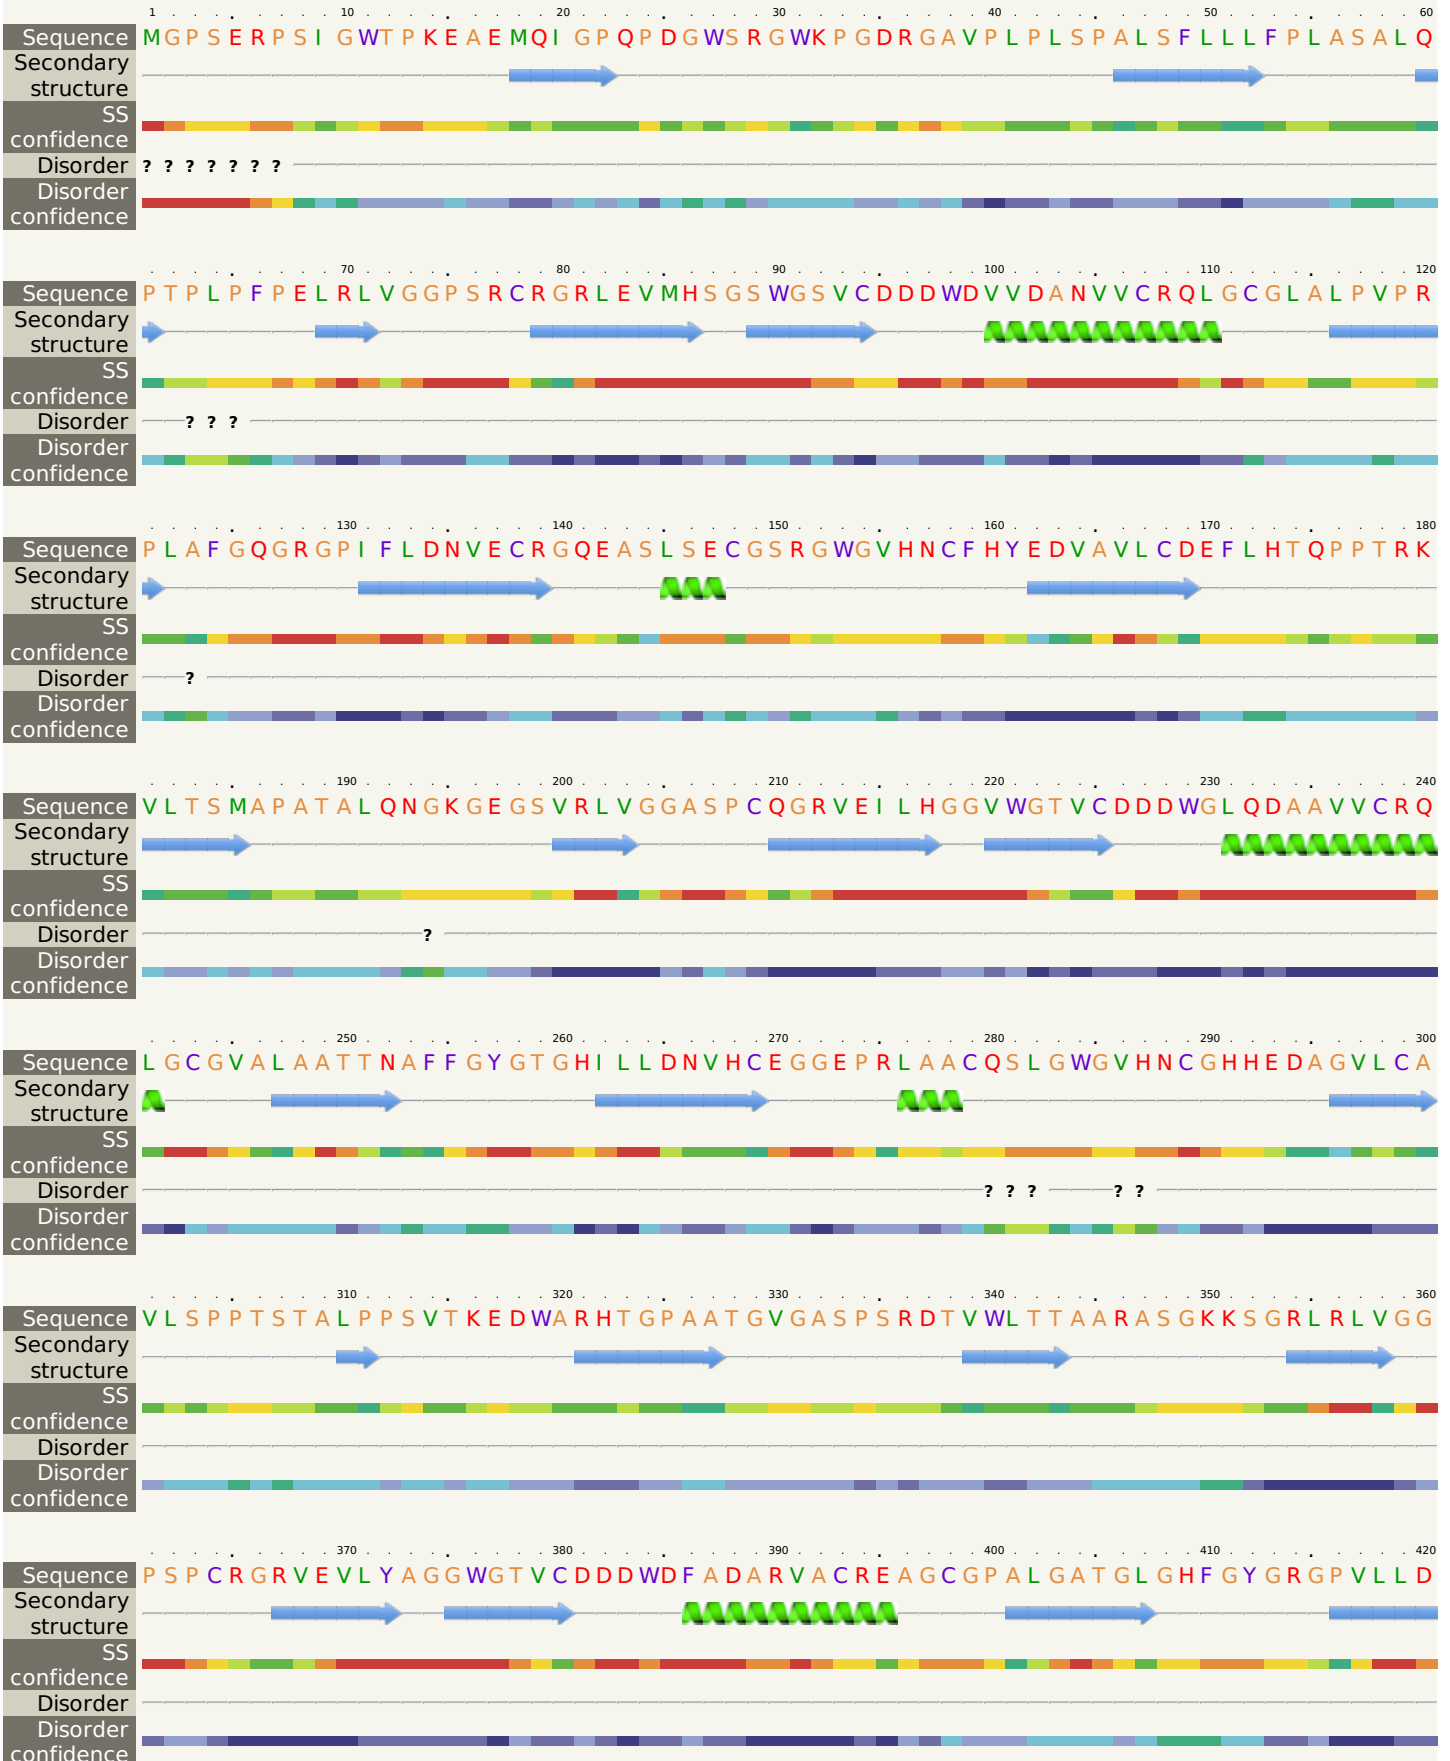 1 10 20 30 40 50 60
Sequence MGPSERPSIGWTPKEAEMQIGPQPDGWSRGWKPGDRGAVPLPLSPALSFLLLFPLASALQ
Secondary
structure
SS
confidence
Disorder ? ? ? ? ? ? ?
Disorder
confidence
70 80 90 100 110 120
Sequence PTPLPFPELRLVGGPSRCRGRLEVMHSGSWGSVCDDDWDVVDANVVCRQLGCGLALPVPR
Secondary
structure
SS
confidence
Disorder ? ? ?
Disorder
confidence
130 140 150 160 170 180
Sequence PLAFGQGRGPIFLDNVECRGQEASLSECGSRGWGVHNCFHYEDVAVLCDEFLHTQPPTRK
Secondary
structure
SS
confidence
Disorder ?
Disorder
confidence
190 200 210 220 230 240
Sequence VLTSMAPATALQNGKGEGSVRLVGGASPCQGRVEILHGGVWGTVCDDDWGLQDAAVVCRQ
Secondary
structure
SS
confidence
Disorder ?
Disorder
confidence
250 260 270 280 290 300
Sequence LGCGVALAATTNAFFGYGTGHILLDNVHCEGGEPRLAACQSLGWGVHNCGHHEDAGVLCA
Secondary
structure
SS
confidence
Disorder ? ? ? ? ?
Disorder
confidence
310 320 330 340 350 360
Sequence VLSPPTSTALPPSVTKEDWARHTGPAATGVGASPSRDTVWLTTAARASGKKSGRLRLVGG
Secondary
structure
SS
confidence
Disorder
Disorder
confidence
370 380 390 400 410 420
Sequence PSPCRGRVEVLYAGGWGTVCDDDWDFADARVACREAGCGPALGATGLGHFGYGRGPVLLD
Secondary
structure
SS
confidence
Disorder
Disorder
confidence